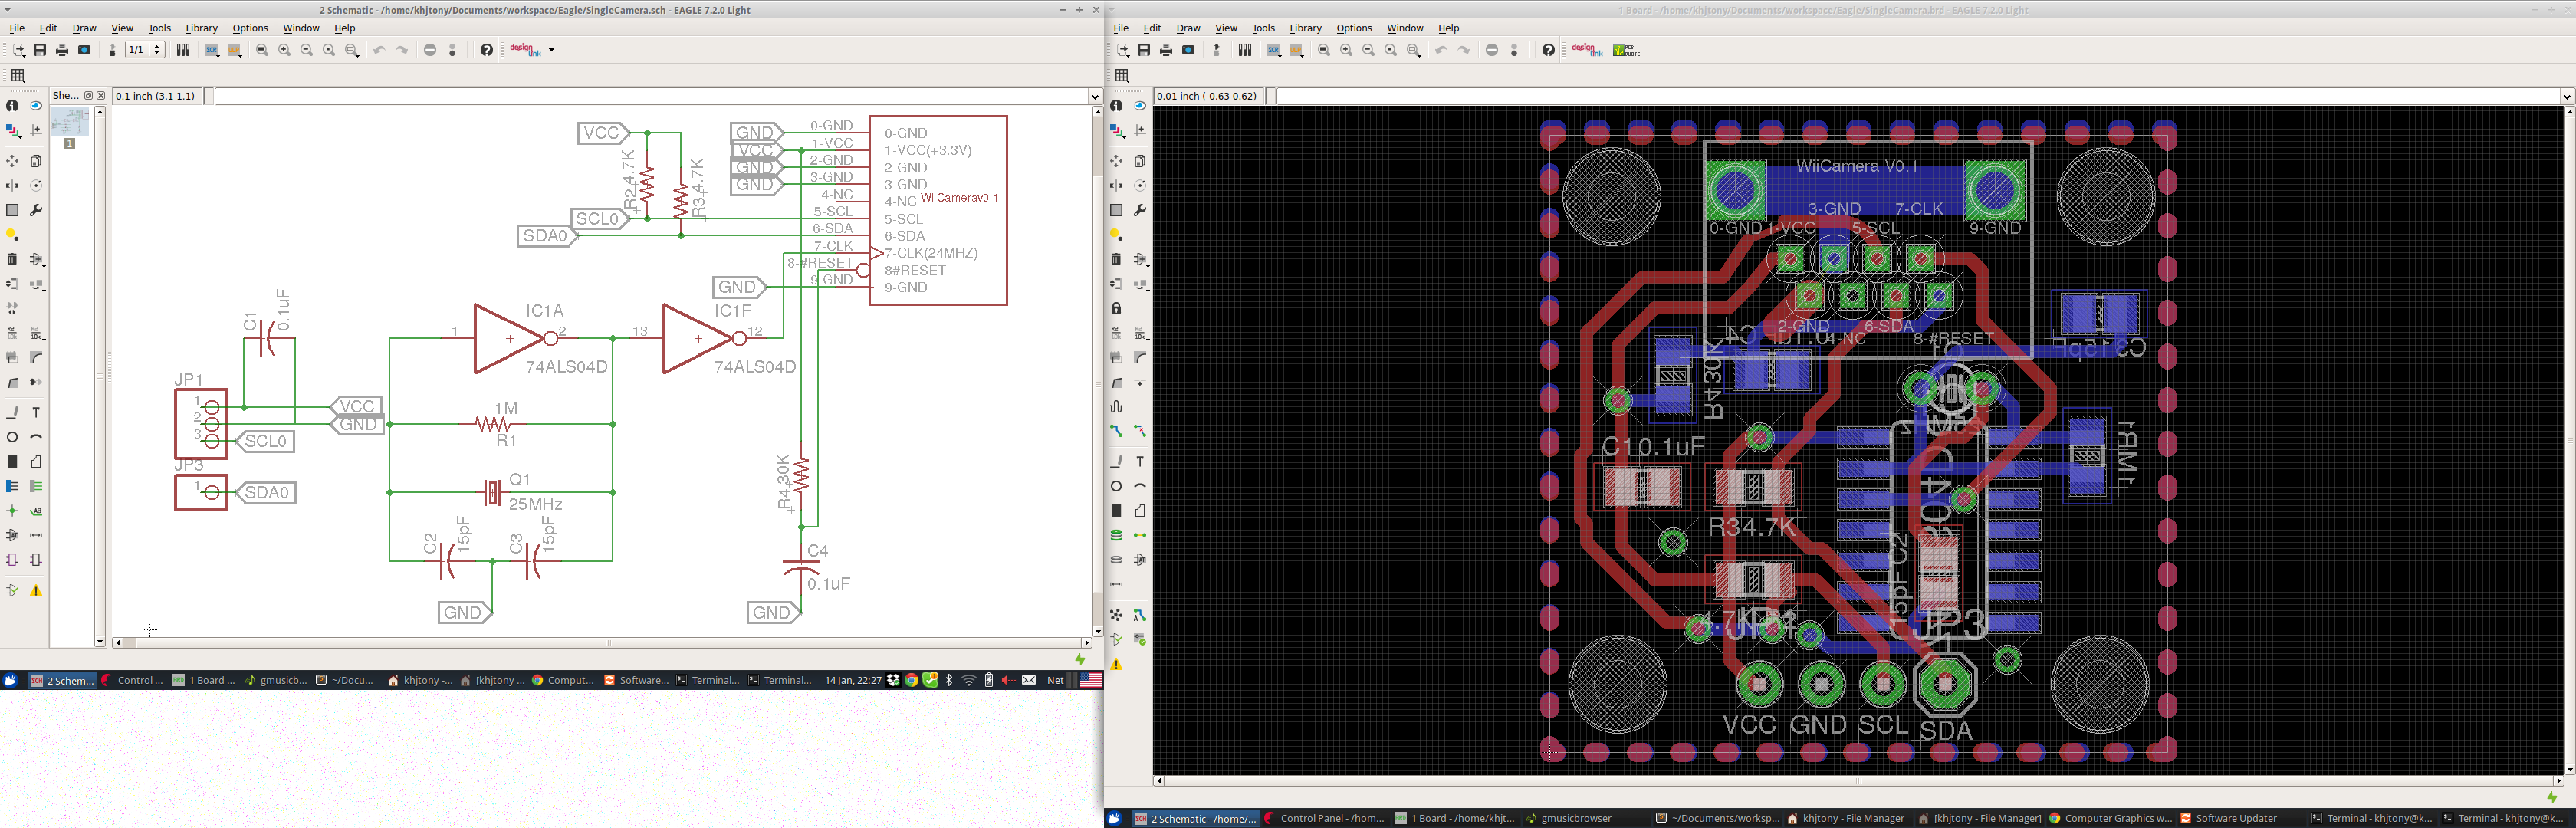 2 Schematic - /home/khjtony/Documents/workspace/Eagle/SingleCamera.sch - EAGLE 7.2.0 Light
File Edit Draw View Tools Library Options Window Help
1/1
design link
She...
0.1 inch (3.1 1.1)
1
VCC
R2 4.7K
R3 4.7K
SCL0
SDA0
GND
VCC
GND
GND
0-GND
1-VCC
2-GND
3-GND
4-NC
5-SCL
6-SDA
7-CLK
8-#RESET
9-GND
0-GND
1-VCC(+3.3V)
2-GND
3-GND
4-NC
WiiCamerav0.1
5-SCL
6-SDA
7-CLK(24MHZ)
8#RESET
9-GND
GND
C1
0.1uF
IC1A
1
2
74ALS04D
IC1F
13
12
74ALS04D
JP1
1
2
3
VCC
GND
SCL0
JP3
1
SDA0
1M
R1
Q1
25MHz
C2
15pF
C3
15pF
GND
R4 30K
C4
0.1uF
GND
2 Schem... Control ... 1 Board ... gmusicb... ~/Docu... khjtony -... [khjtony ... Comput... Software... Terminal... Terminal... 14 Jan, 22:27 Net
1 Board - /home/khjtony/Documents/workspace/Eagle/SingleCamera.brd - EAGLE 7.2.0 Light
File Edit Draw View Tools Library Options Window Help
design link
PCB QUOTE
0.01 inch (-0.63 0.62)
WiiCamera V0.1
3-GND 7-CLK
0-GND 1-VCC 5-SCL 9-GND
2-GND 6-SDA
4-NC 8-#RESET
C4
0.1uF
R4 30K
C3 15pF
C1 0.1uF
R1 1M
R3 4.7K
15pF C2
JP1
JP3
VCC GND SCL SDA
2 Schematic - /home/... Control Panel - /hom... 1 Board - /home/khjt... gmusicbrowser ~/Documents/worksp... khjtony - File Manager [khjtony - File Manager] Computer Graphics w... Software Updater Terminal - khjtony@k... Terminal - khjtony@k...